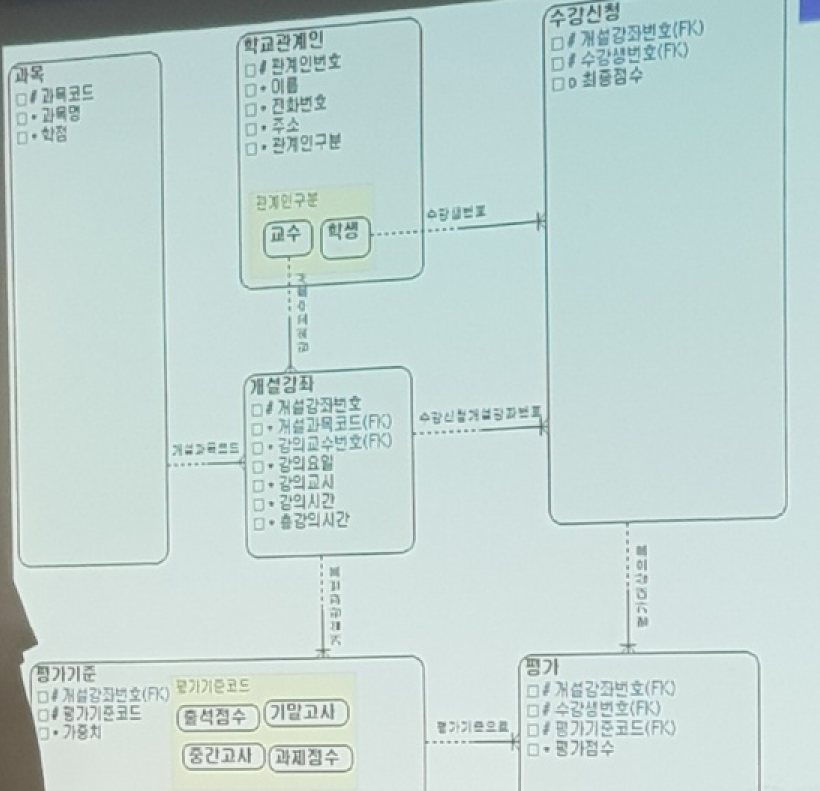 과목
□ # 과목코드
□ * 과목명
□ * 학점
학교관계인
□ # 관계인번호
□ * 이름
□ * 전화번호
□ * 주소
□ * 관계인구분
관계인구분
교수
학생
수강신청
□ # 개설강좌번호(FK)
□ # 수강생번호(FK)
□ o 최종점수
수강생번호
강의교수번호
개설강좌
□ # 개설강좌번호
□ * 개설과목코드(FK)
□ * 강의교수번호(FK)
□ * 강의요일
□ * 강의교시
□ * 강의시간
□ * 총강의시간
개설과목코드
수강신청개설강좌번호
평가기준
□ # 개설강좌번호(FK)
□ # 평가기준코드
□ * 가중치
평가기준코드
출석점수
기말고사
중간고사
과제점수
평가기준으로
평가
□ # 개설강좌번호(FK)
□ # 수강생번호(FK)
□ # 평가기준코드(FK)
□ * 평가점수